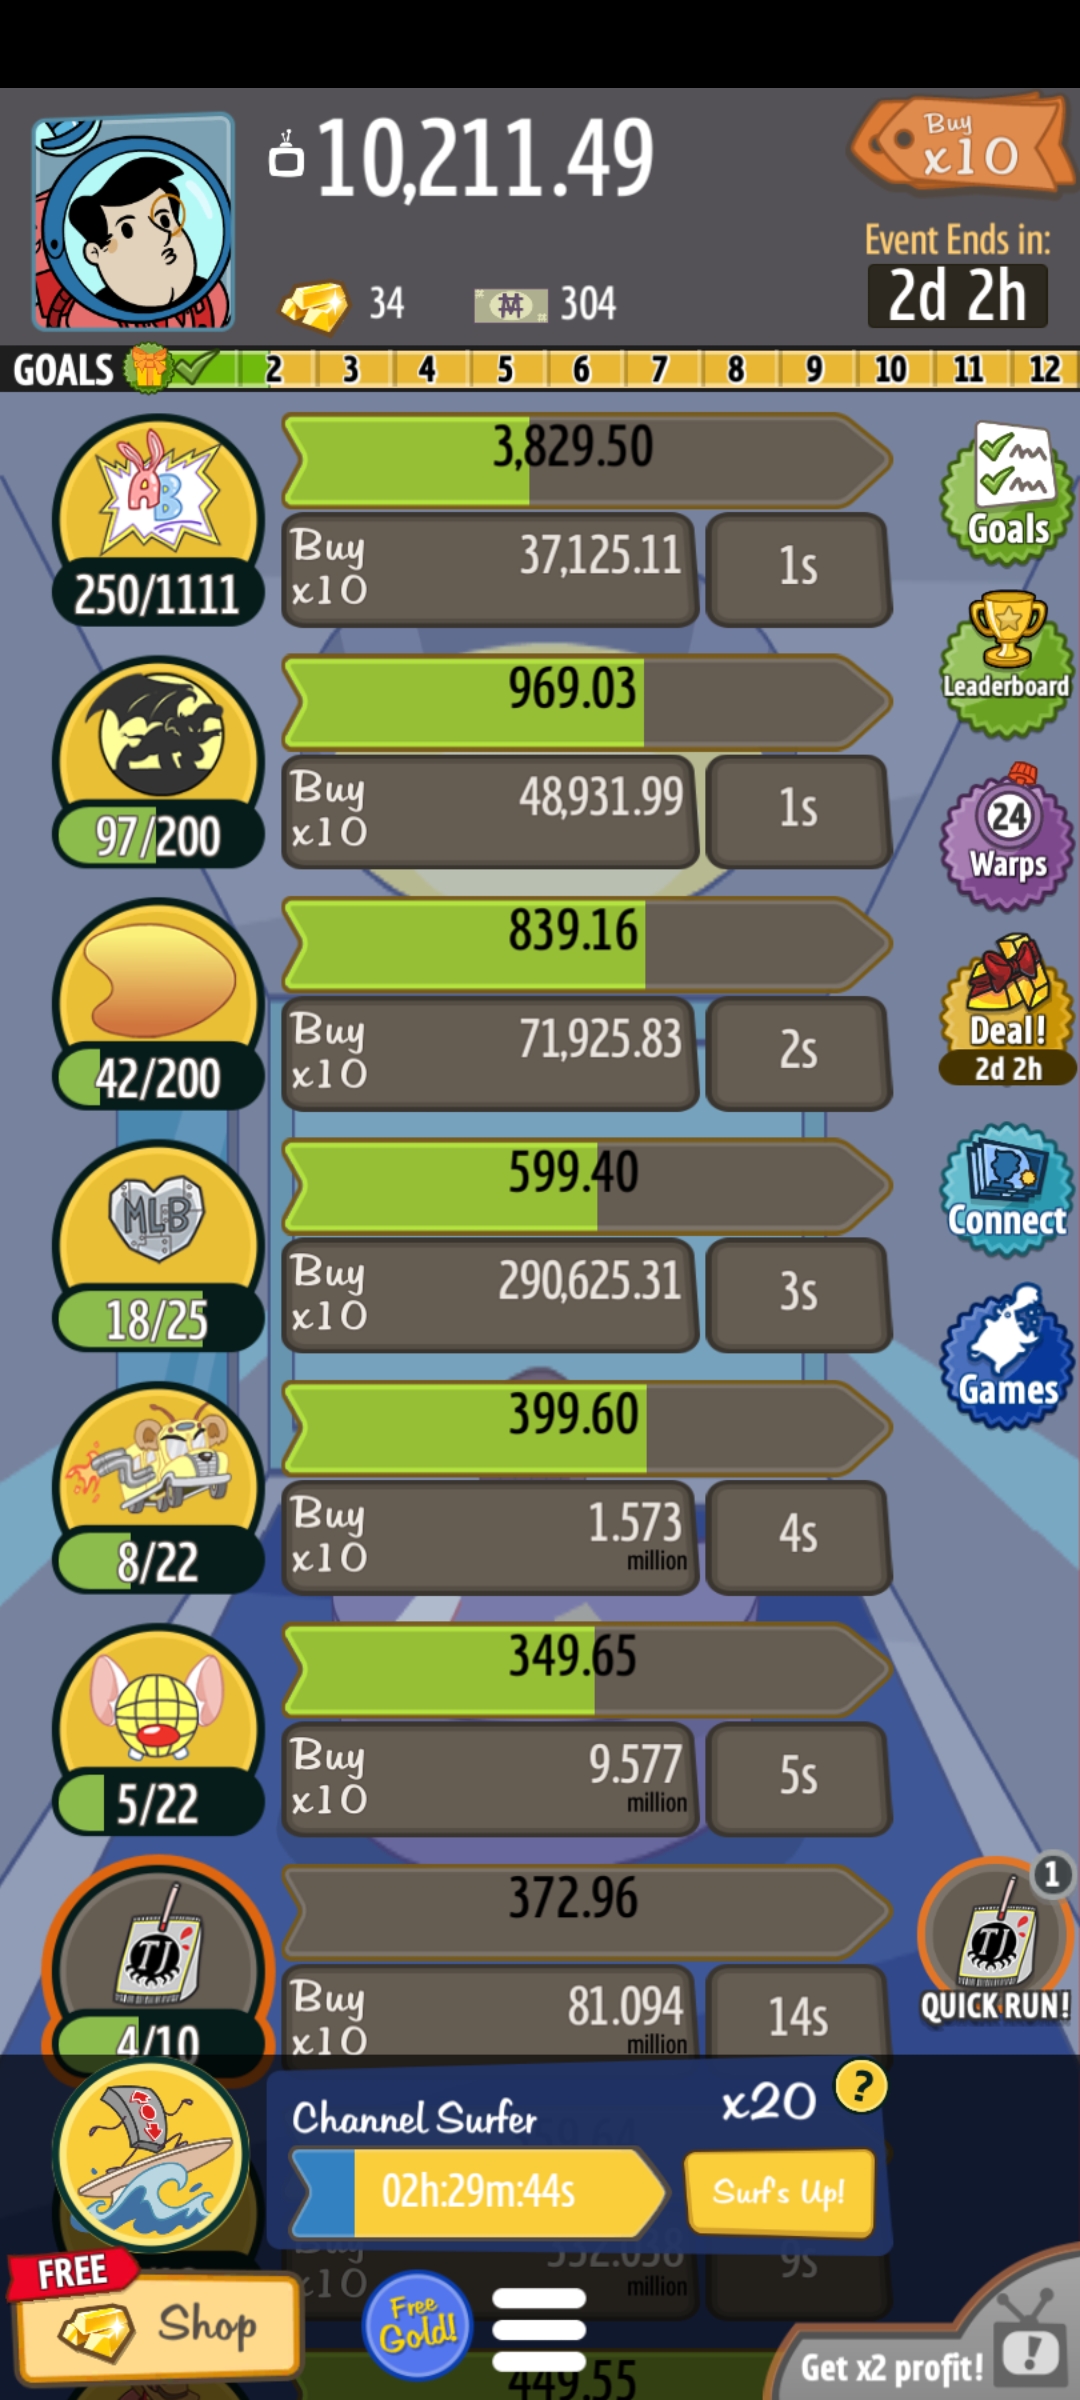 10,211.49
Buy
x10
34
304
Event Ends in:
2d 2h
GOALS 2 3 4 5 6 7 8 9 10 11 12
AB
3,829.50
250/1111
Buy
x10
37,125.11
1s
Goals
969.03
97/200
Buy
x10
48,931.99
1s
Leaderboard
24
Warps
839.16
42/200
Buy
x10
71,925.83
2s
Deal!
2d 2h
MLB
599.40
18/25
Buy
x10
290,625.31
3s
Connect
399.60
8/22
Buy
x10
1.573
million
4s
Games
349.65
5/22
Buy
x10
9.577
million
5s
TJ
372.96
4/10
Buy
x10
81.094
million
14s
1
TJ
QUICK RUN!
Channel Surfer
x20
?
02h:29m:44s
Surf's Up!
Buy
x10
million
9s
FREE
Shop
Free
Gold!
449.55
Get x2 profit!
!